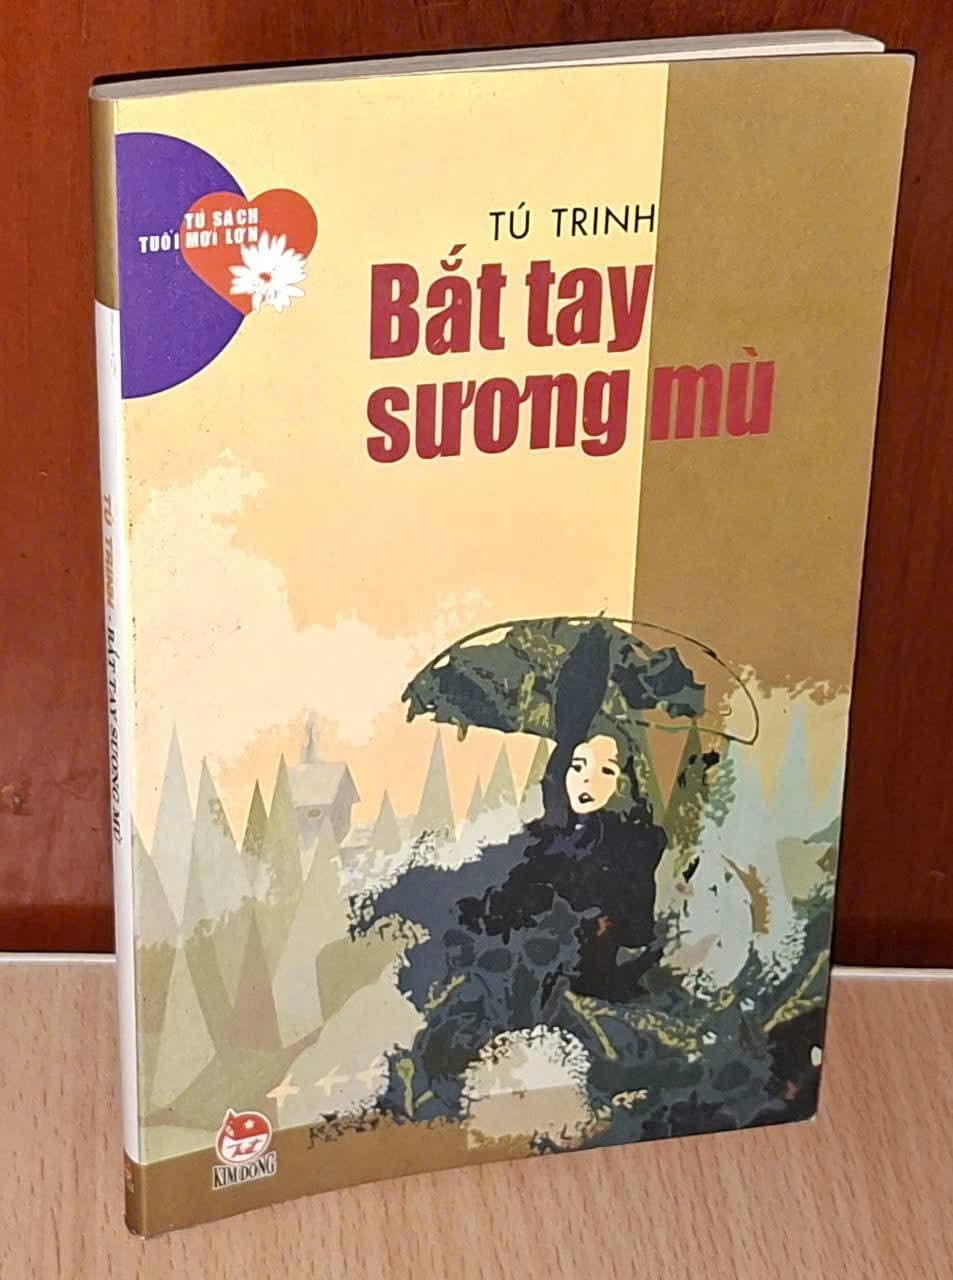 TỦ SÁCH
TUỔI MỚI LỚN
TÚ TRINH
Bắt tay
sương mù
TÚ TRINH - BẮT TAY SƯƠNG MÙ
KIM ĐỒNG